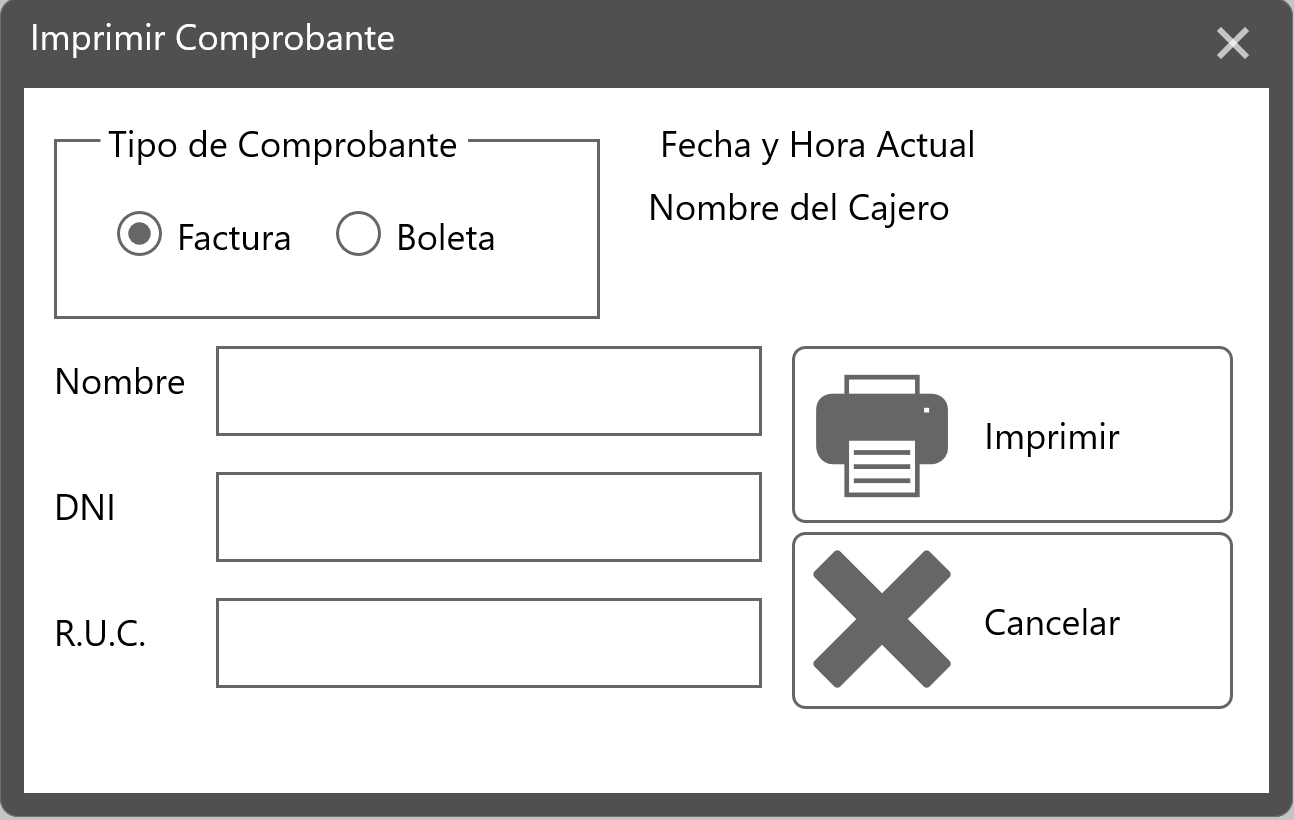 Imprimir Comprobante
Tipo de Comprobante
Factura
Boleta
Fecha y Hora Actual
Nombre del Cajero
Nombre
DNI
R.U.C.
Imprimir
Cancelar